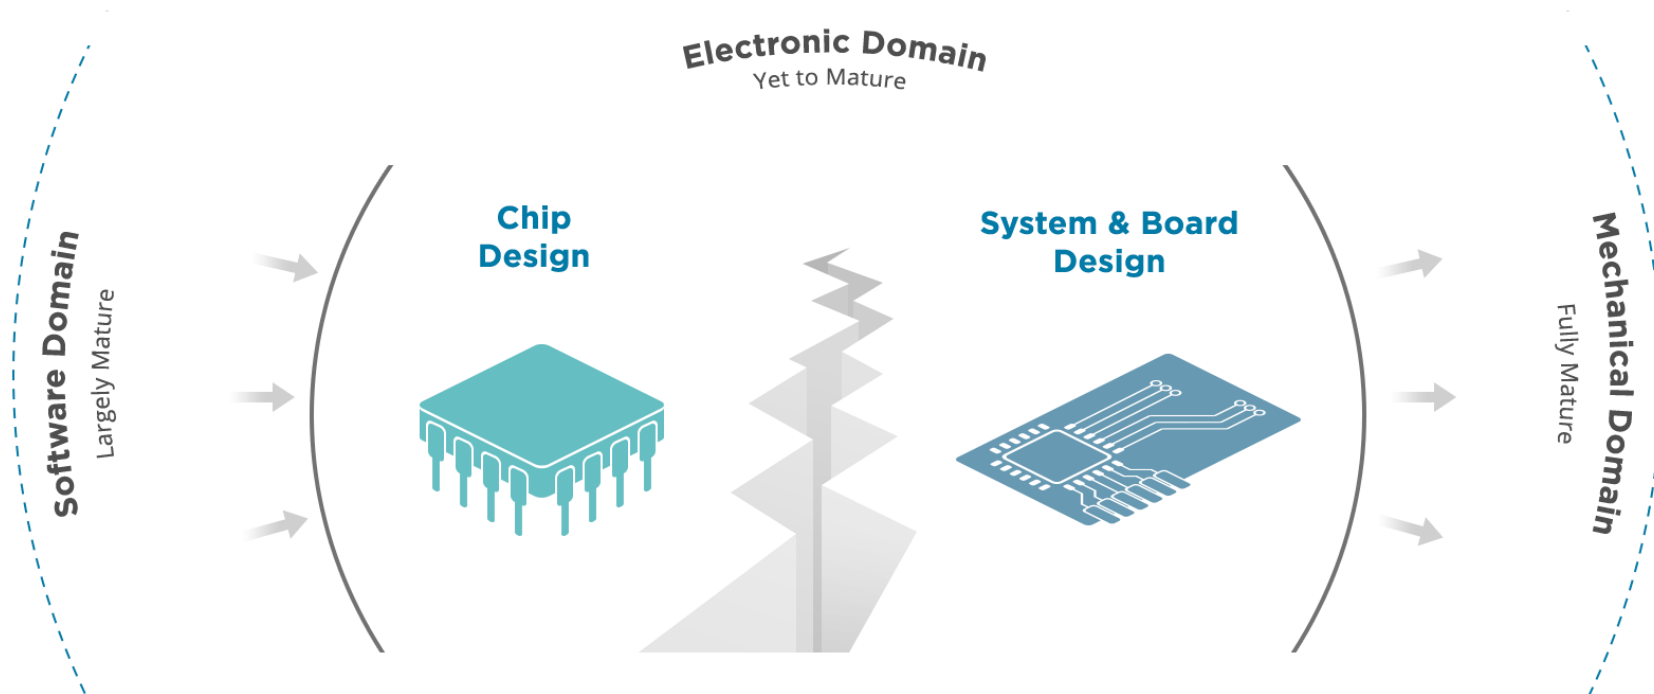 Electronic Domain
Yet to Mature
Software Domain
Largely Mature
Chip
Design
System & Board
Design
Mechanical Domain
Fully Mature